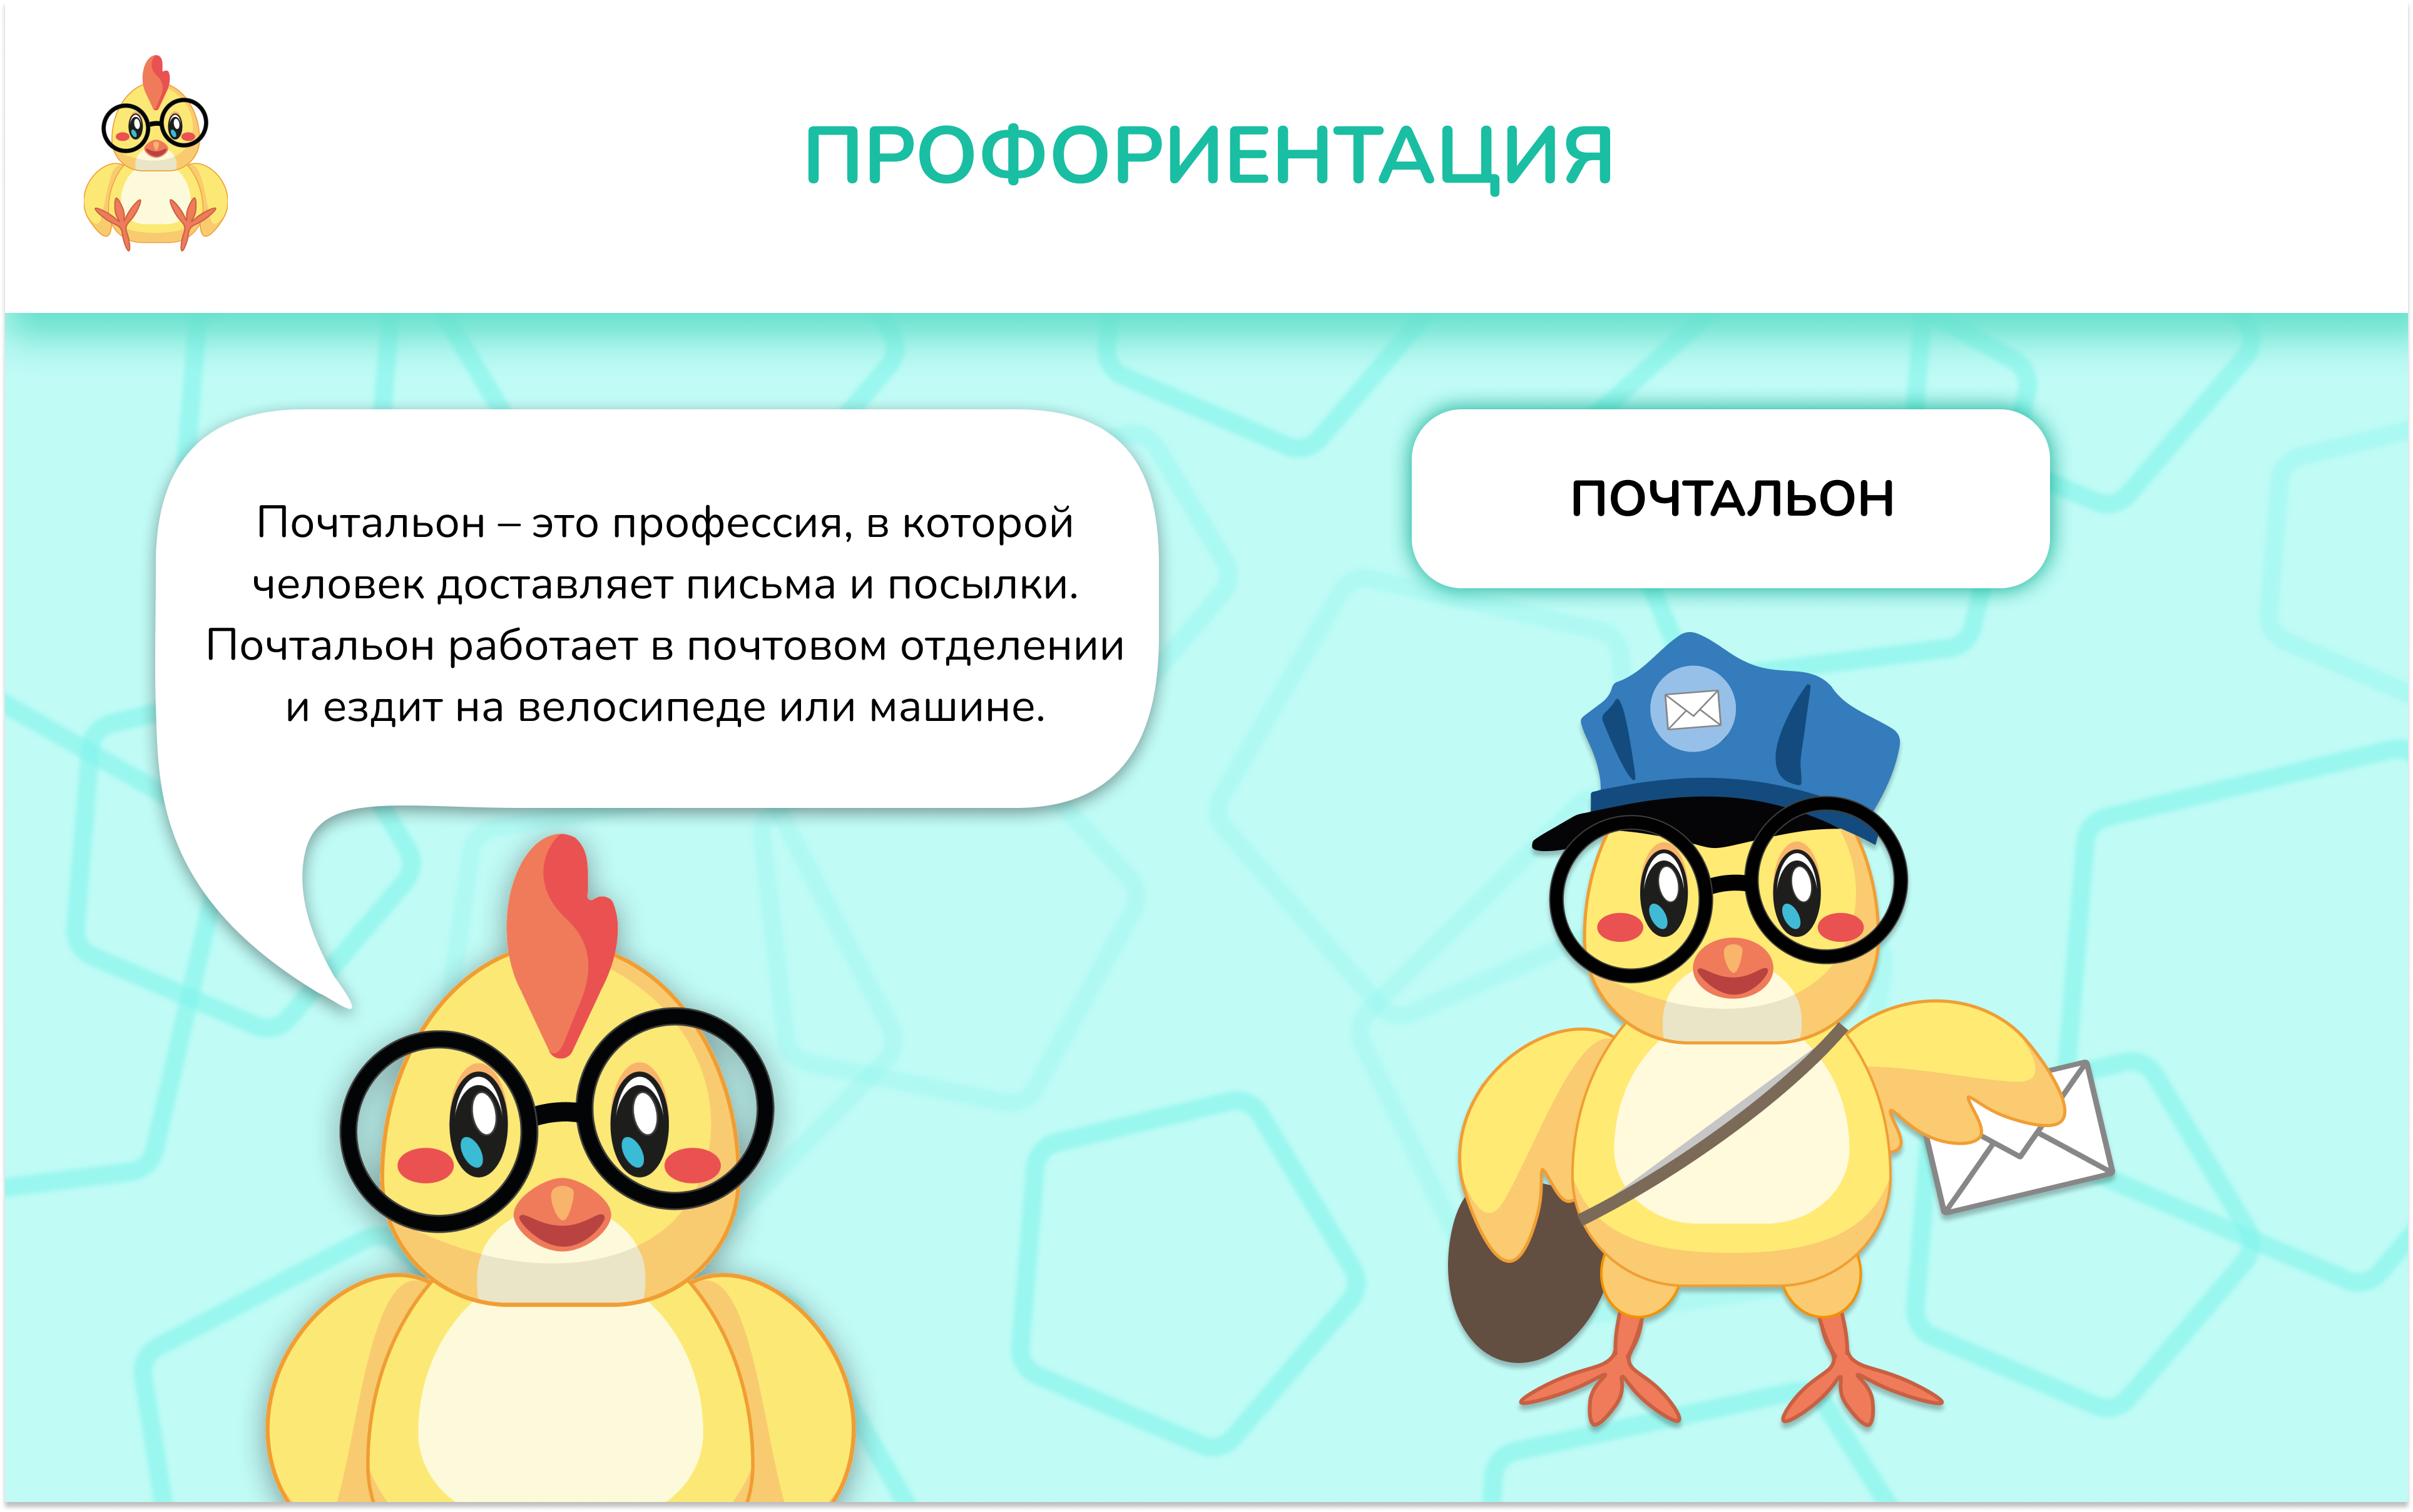 ПРОФОРИЕНТАЦИЯ
Почтальон – это профессия, в которой
человек доставляет письма и посылки.
Почтальон работает в почтовом отделении
и ездит на велосипеде или машине.
ПОЧТАЛЬОН